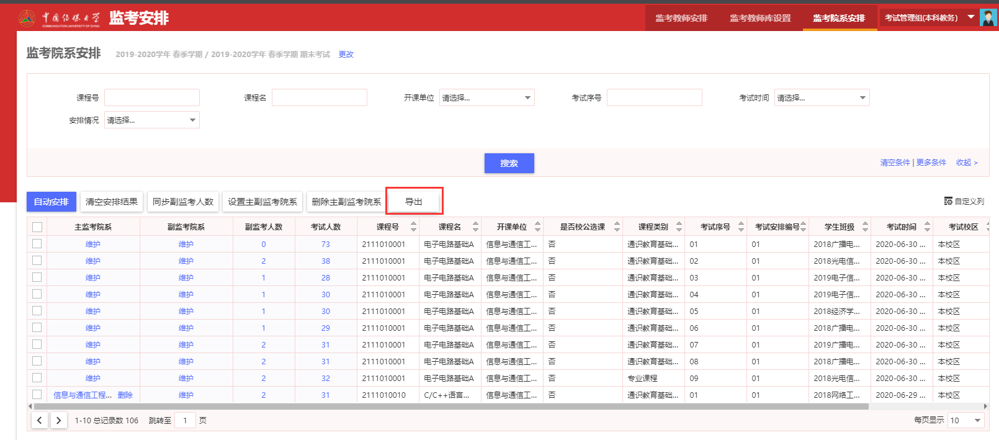 中国传媒大学 监考安排 监考教师安排 监考教师库设置 监考院系安排 考试管理组(本科教务)
COMMUNICATION UNIVERSITY OF CHINA
监考院系安排 2019-2020学年 春季学期 / 2019-2020学年 春季学期 期末考试 更改
课程号 课程名 开课单位 请选择... 考试序号 考试时间 请选择...
安排情况 请选择...
搜索 清空条件 | 更多条件 收起 >
自动安排 清空安排结果 同步副监考人数 设置主副监考院系 删除主副监考院系 导出 自定义列
主监考院系 副监考院系 副监考人数 考试人数 课程号 课程名 开课单位 是否校公选课 课程类别 考试序号 考试安排编号 学生班级 考试时间 考试校区
维护 维护 0 73 2111010001 电子电路基础A 信息与通信工... 否 通识教育基础... 01 01 2018广播电... 2020-06-30 ... 本校区
维护 维护 2 38 2111010001 电子电路基础A 信息与通信工... 否 通识教育基础... 02 01 2018光电信... 2020-06-30 ... 本校区
维护 维护 1 28 2111010001 电子电路基础A 信息与通信工... 否 通识教育基础... 03 01 2019电子信... 2020-06-30 ... 本校区
维护 维护 1 30 2111010001 电子电路基础A 信息与通信工... 否 通识教育基础... 04 01 2019电子信... 2020-06-30 ... 本校区
维护 维护 1 30 2111010001 电子电路基础A 信息与通信工... 否 通识教育基础... 05 01 2018经济学... 2020-06-30 ... 本校区
维护 维护 1 29 2111010001 电子电路基础A 信息与通信工... 否 通识教育基础... 06 01 2018广播电... 2020-06-30 ... 本校区
维护 维护 2 31 2111010001 电子电路基础A 信息与通信工... 否 通识教育基础... 07 01 2019广播电... 2020-06-30 ... 本校区
维护 维护 2 31 2111010001 电子电路基础A 信息与通信工... 否 通识教育基础... 08 01 2018广播电... 2020-06-30 ... 本校区
维护 维护 2 32 2111010001 电子电路基础A 信息与通信工... 否 专业课程 09 01 2018光电信... 2020-06-30 ... 本校区
信息与通信工程... 删除 维护 2 31 2111010010 C/C++语言... 信息与通信工... 否 通识教育基础... 01 01 2018网络工... 2020-06-29 ... 本校区
1-10 总记录数 106 跳转至 1 页 每页显示 10